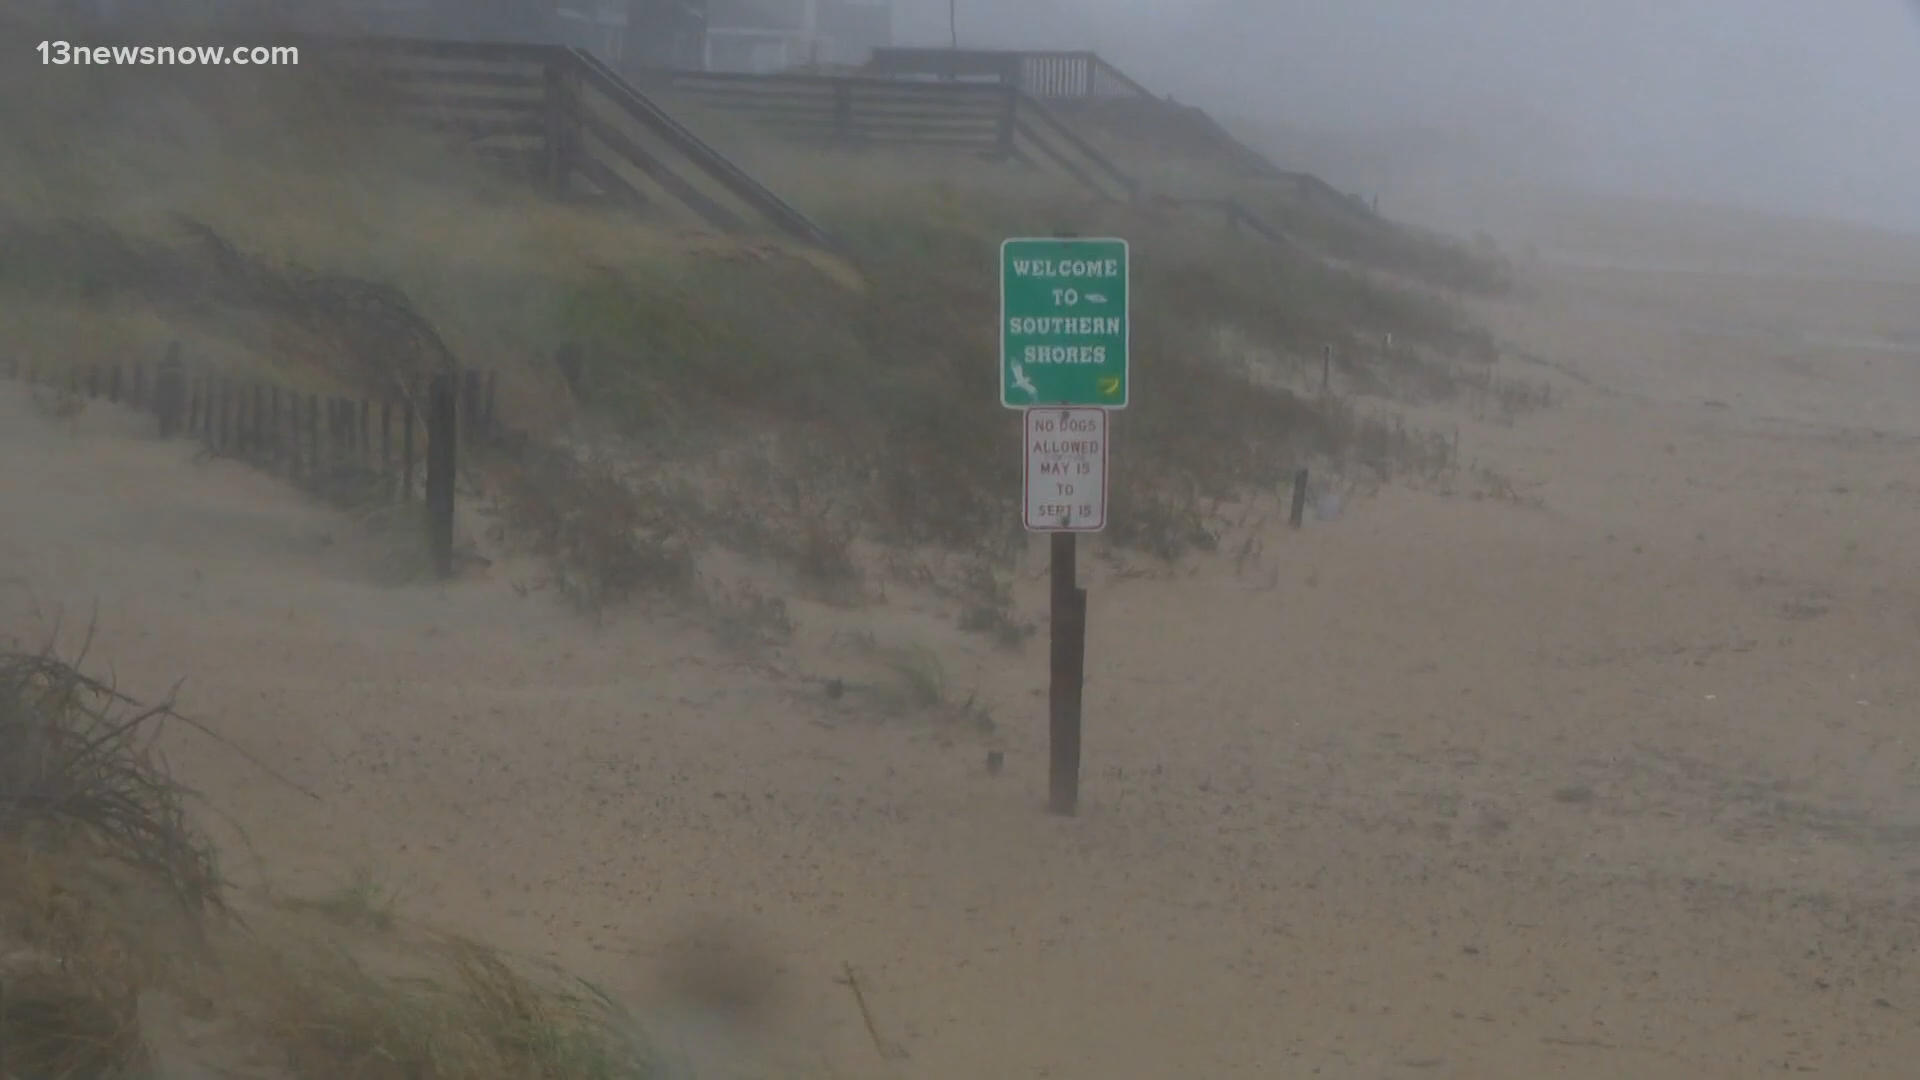 13newsnow.com
WELCOME
TO
SOUTHERN
SHORES
NO DOGS
ALLOWED
MAY 15
TO
SEPT 15